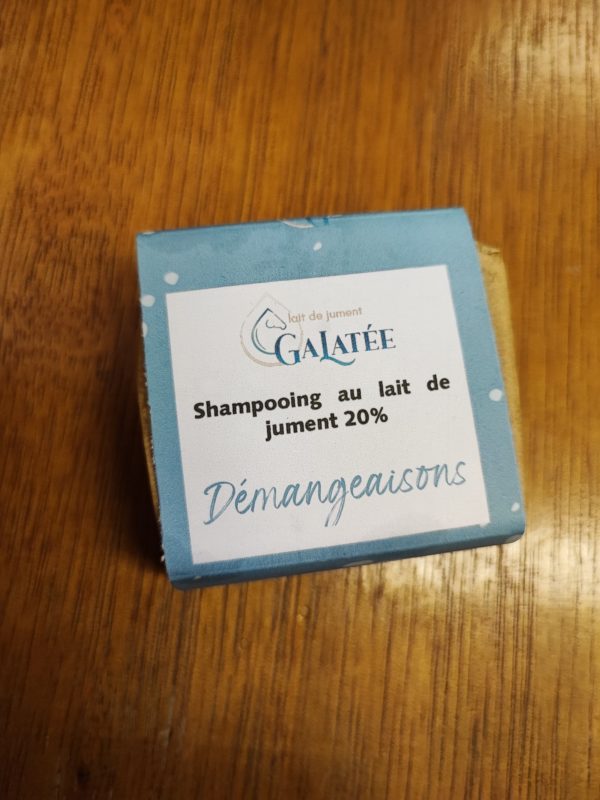 lait de jument
GALATÉE
Shampooing au lait de
jument 20%
Démangeaisons